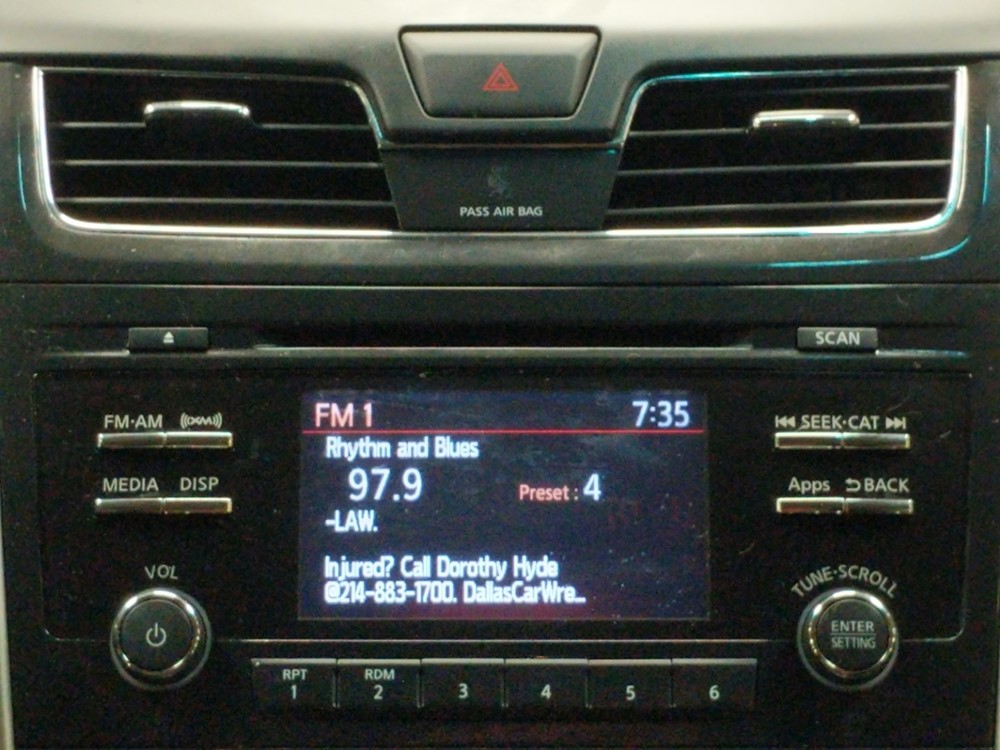 PASS AIR BAG
SCAN
FM·AM ((XM))
SEEK·CAT
MEDIA DISP
Apps BACK
VOL
TUNE·SCROLL
ENTER
SETTING
FM 1 7:35
Rhythm and Blues
97.9 Preset : 4
-LAW.
Injured? Call Dorothy Hyde
@214-883-1700. DallasCarWre...
RPT RDM
1 2 3 4 5 6